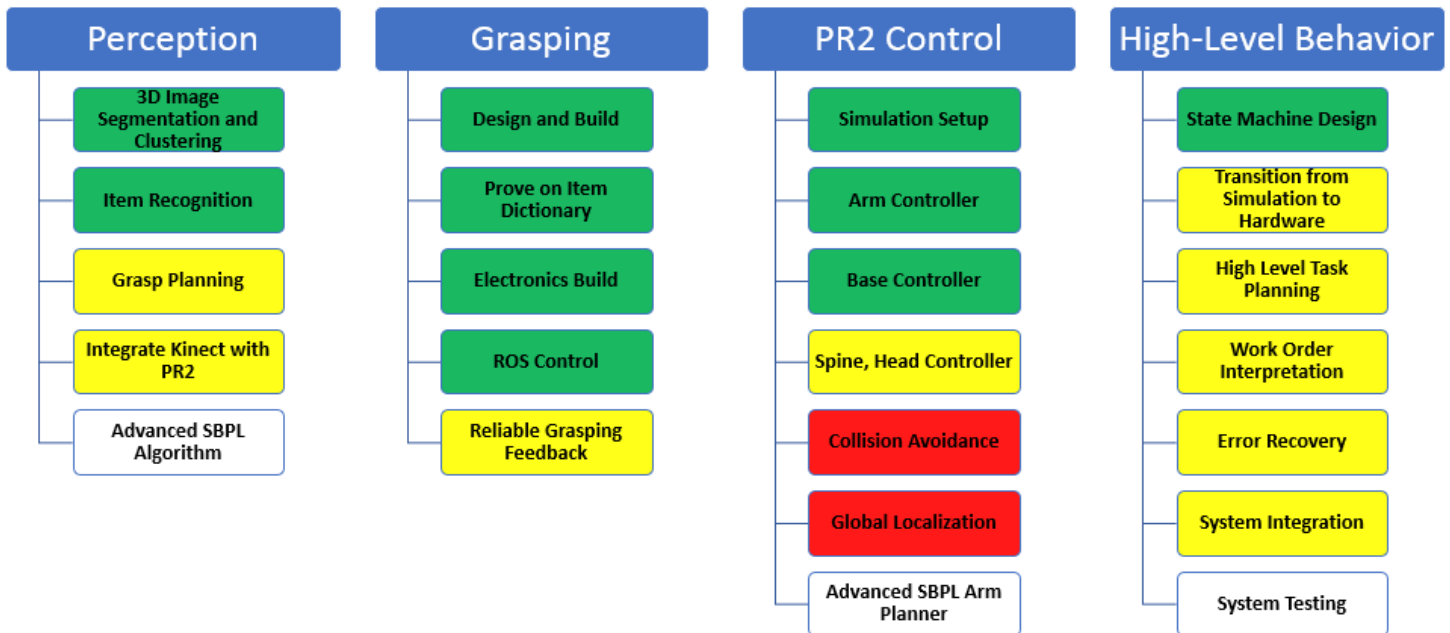 Perception
3D Image
Segmentation and
Clustering
Item Recognition
Grasp Planning
Integrate Kinect with
PR2
Advanced SBPL
Algorithm
Grasping
Design and Build
Prove on Item
Dictionary
Electronics Build
ROS Control
Reliable Grasping
Feedback
PR2 Control
Simulation Setup
Arm Controller
Base Controller
Spine, Head Controller
Collision Avoidance
Global Localization
Advanced SBPL Arm
Planner
High-Level Behavior
State Machine Design
Transition from
Simulation to
Hardware
High Level Task
Planning
Work Order
Interpretation
Error Recovery
System Integration
System Testing